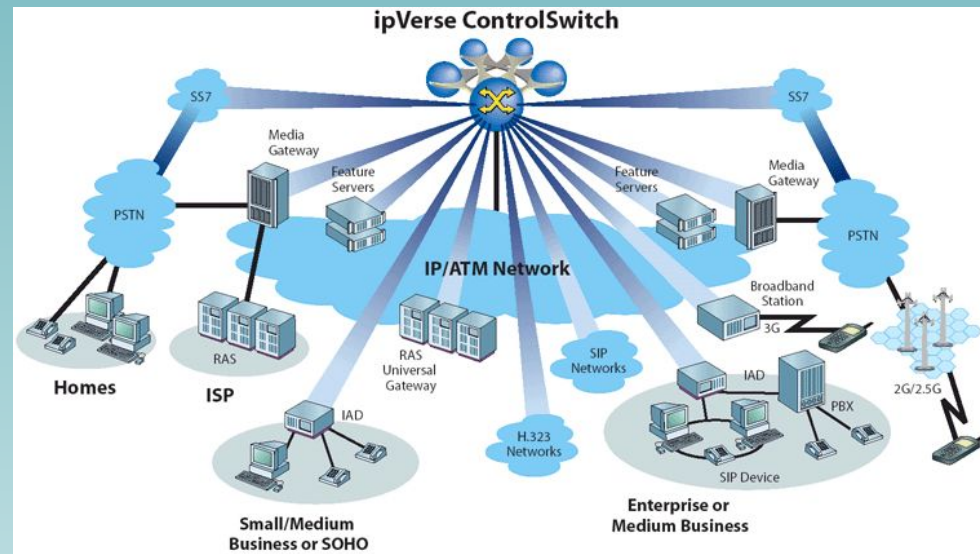 ipVerse ControlSwitch
SS7
SS7
Media
Gateway
Feature
Servers
Feature
Servers
Media
Gateway
PSTN
PSTN
IP/ATM Network
Broadband
Station
3G
RAS
RAS
Universal
Gateway
SIP
Networks
Homes
ISP
IAD
IAD
PBX
2G/2.5G
H.323
Networks
SIP Device
Small/Medium
Business or SOHO
Enterprise or
Medium Business